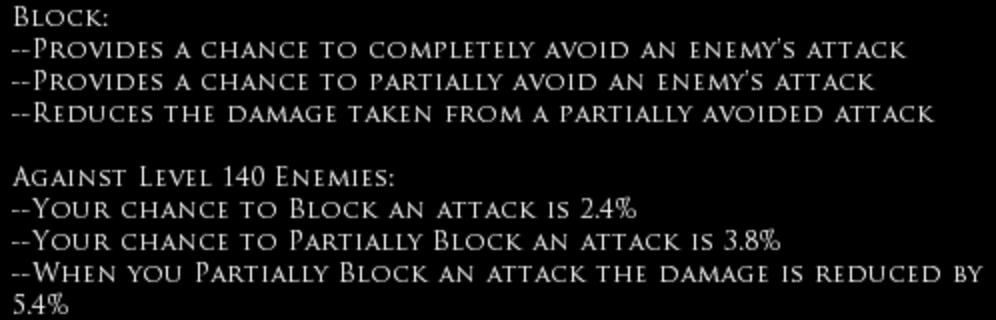 Block:
--Provides a chance to completely avoid an enemy's attack
--Provides a chance to partially avoid an enemy's attack
--Reduces the damage taken from a partially avoided attack
Against Level 140 Enemies:
--Your chance to Block an attack is 2.4%
--Your chance to Partially Block an attack is 3.8%
--When you Partially Block an attack the damage is reduced by
5.4%